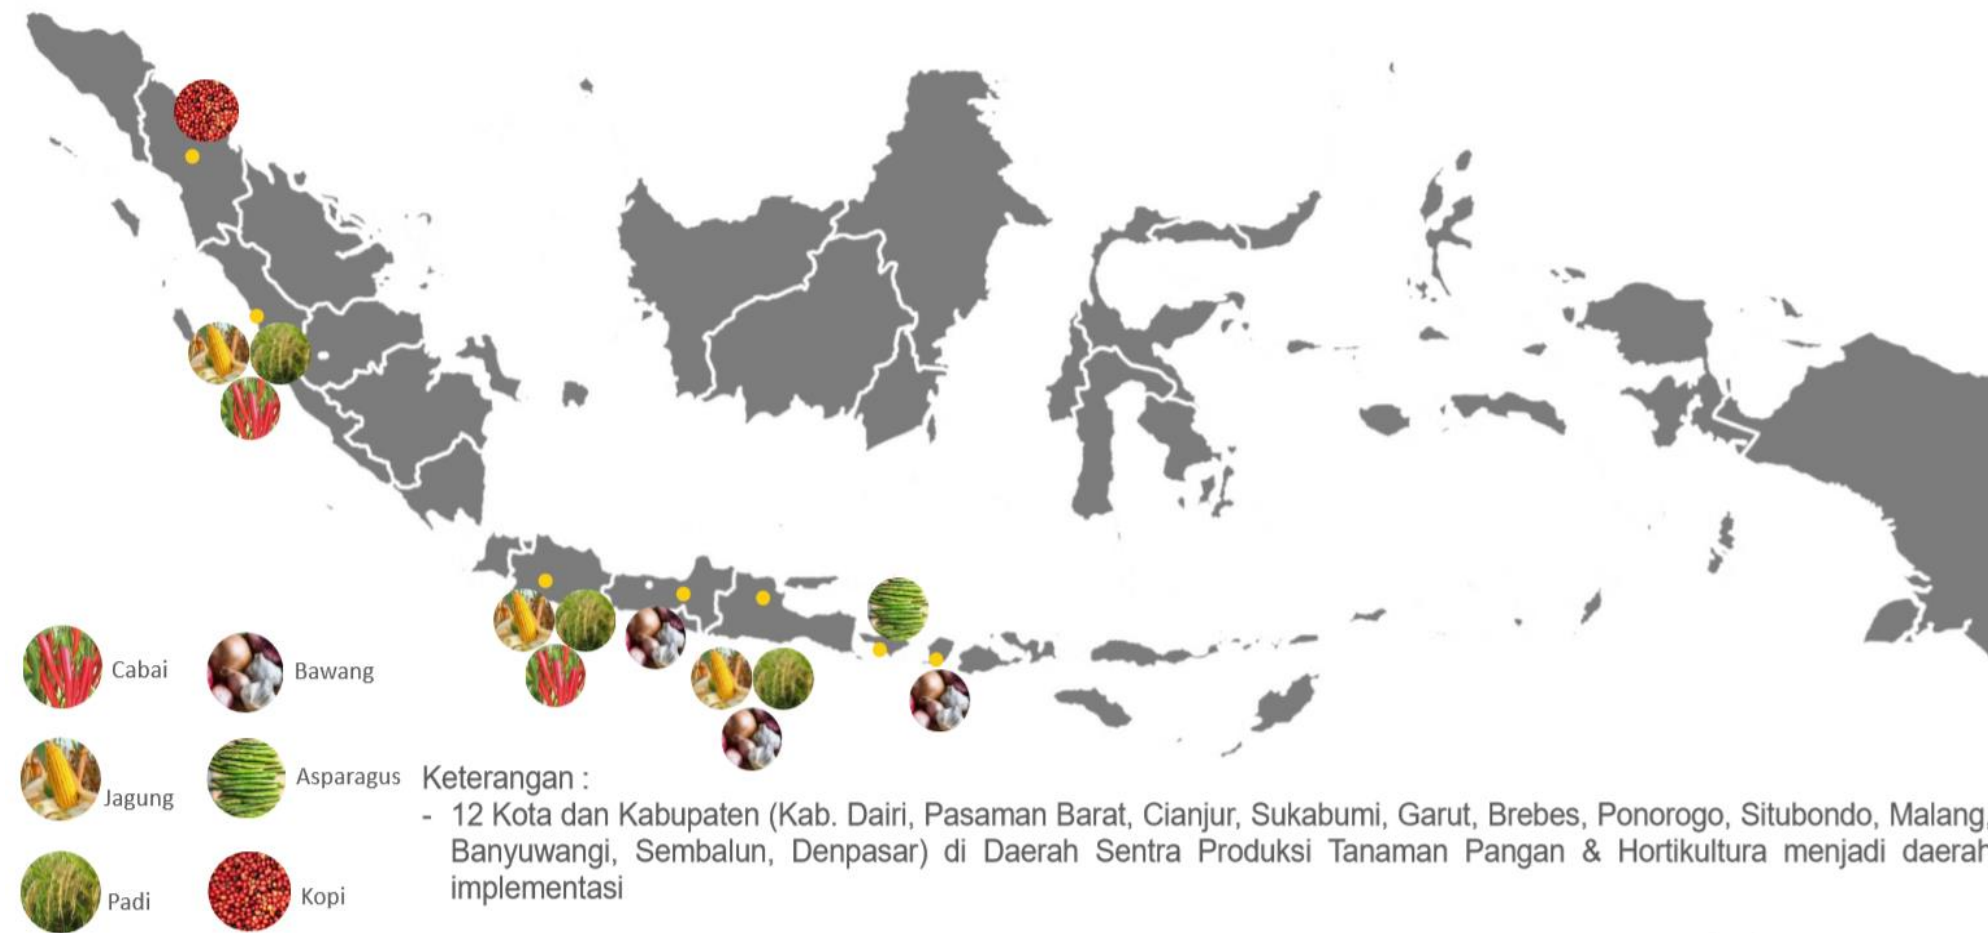 Cabai
Bawang
Jagung
Asparagus
Padi
Kopi
Keterangan :
- 12 Kota dan Kabupaten (Kab. Dairi, Pasaman Barat, Cianjur, Sukabumi, Garut, Brebes, Ponorogo, Situbondo, Malang,
Banyuwangi, Sembalun, Denpasar) di Daerah Sentra Produksi Tanaman Pangan & Hortikultura menjadi daerah
implementasi